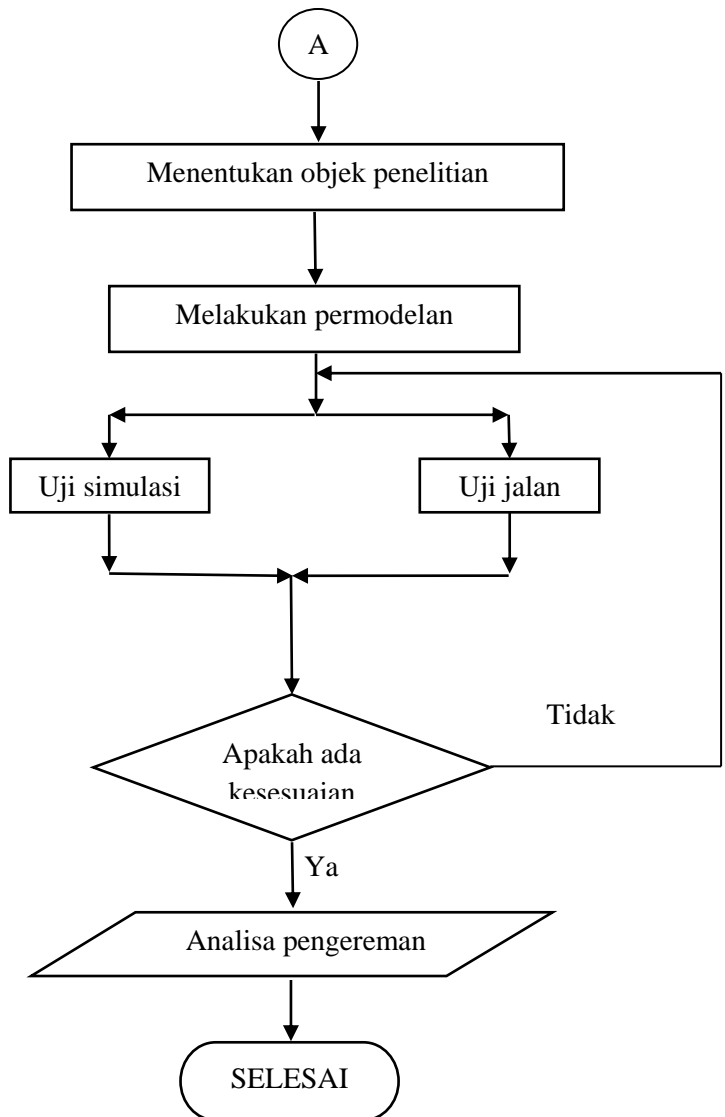 A
Menentukan objek penelitian
Melakukan permodelan
Uji simulasi
Uji jalan
Tidak
Apakah ada
kesesuaian
Ya
Analisa pengereman
SELESAI